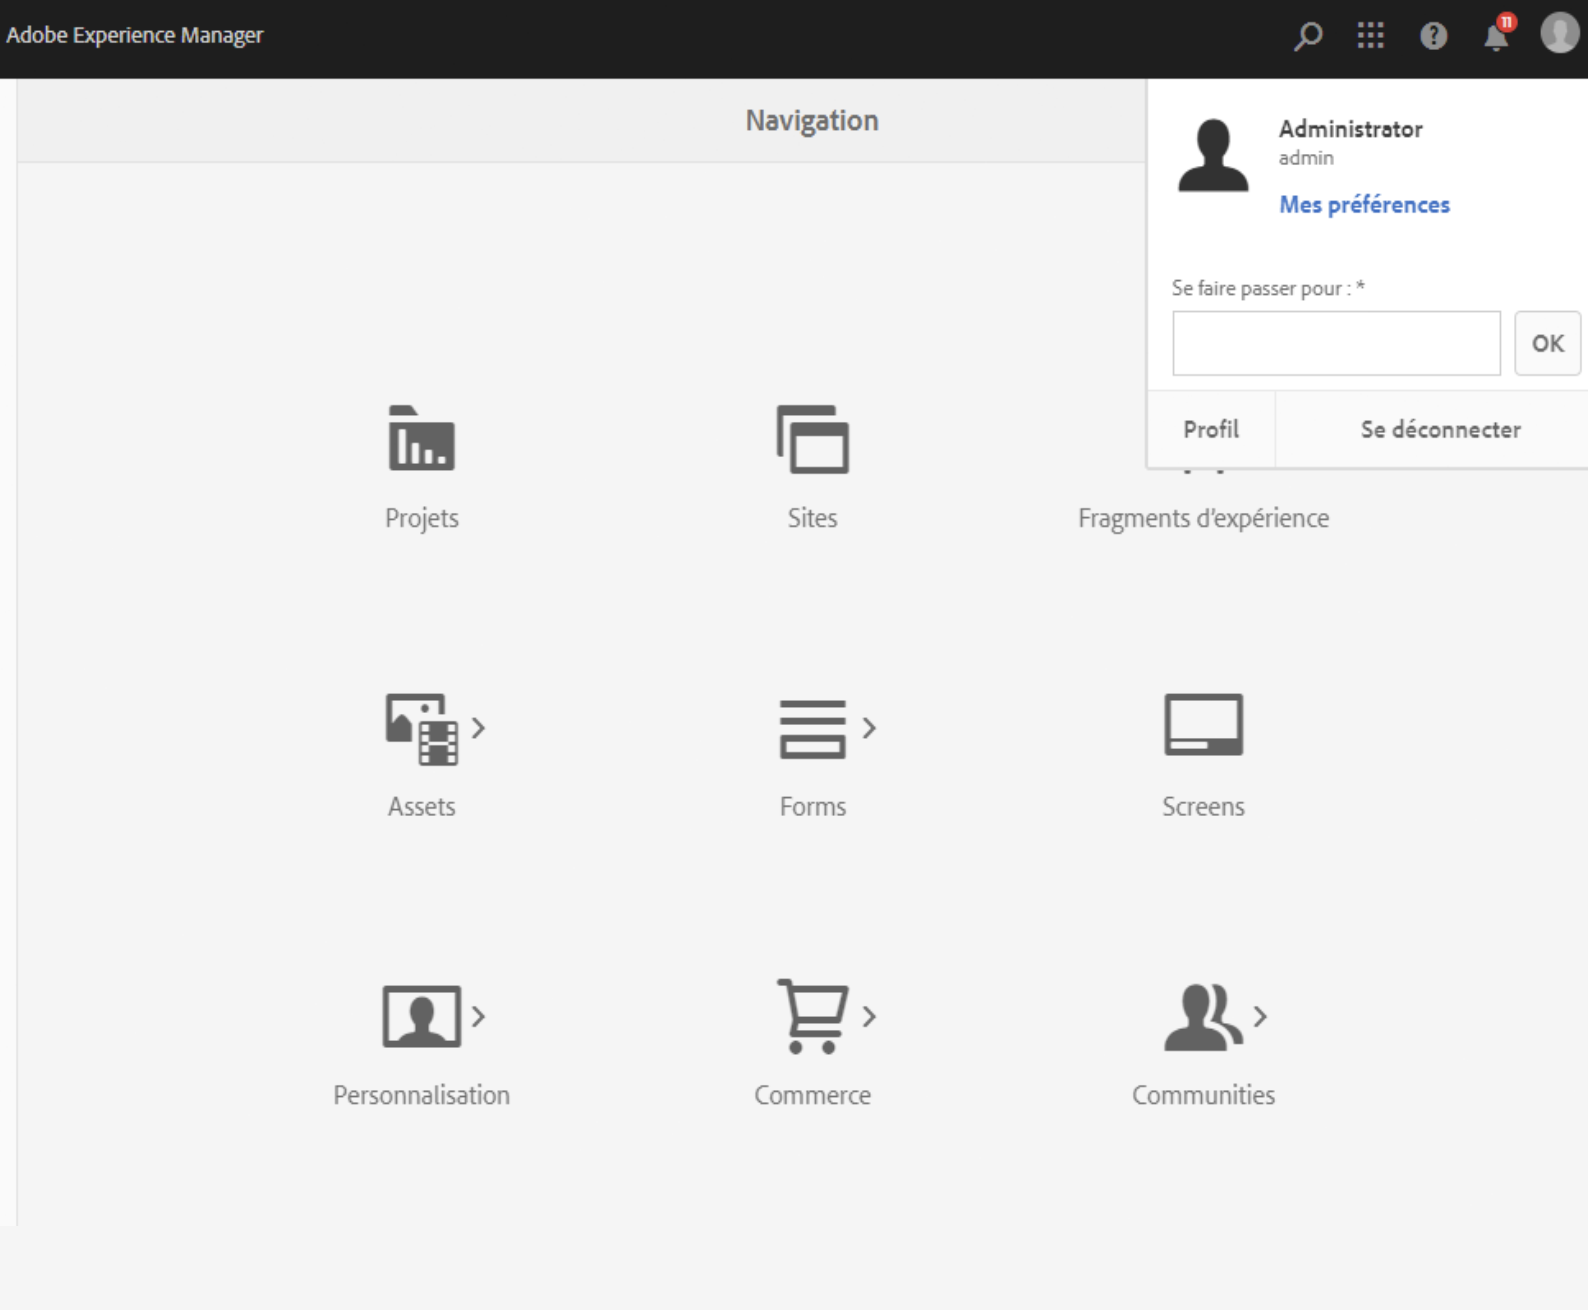 Adobe Experience Manager
11
Navigation
Administrator
admin
Mes préférences
Se faire passer pour : *
OK
Profil
Se déconnecter
Projets
Sites
Fragments d'expérience
Assets
Forms
Screens
Personnalisation
Commerce
Communities